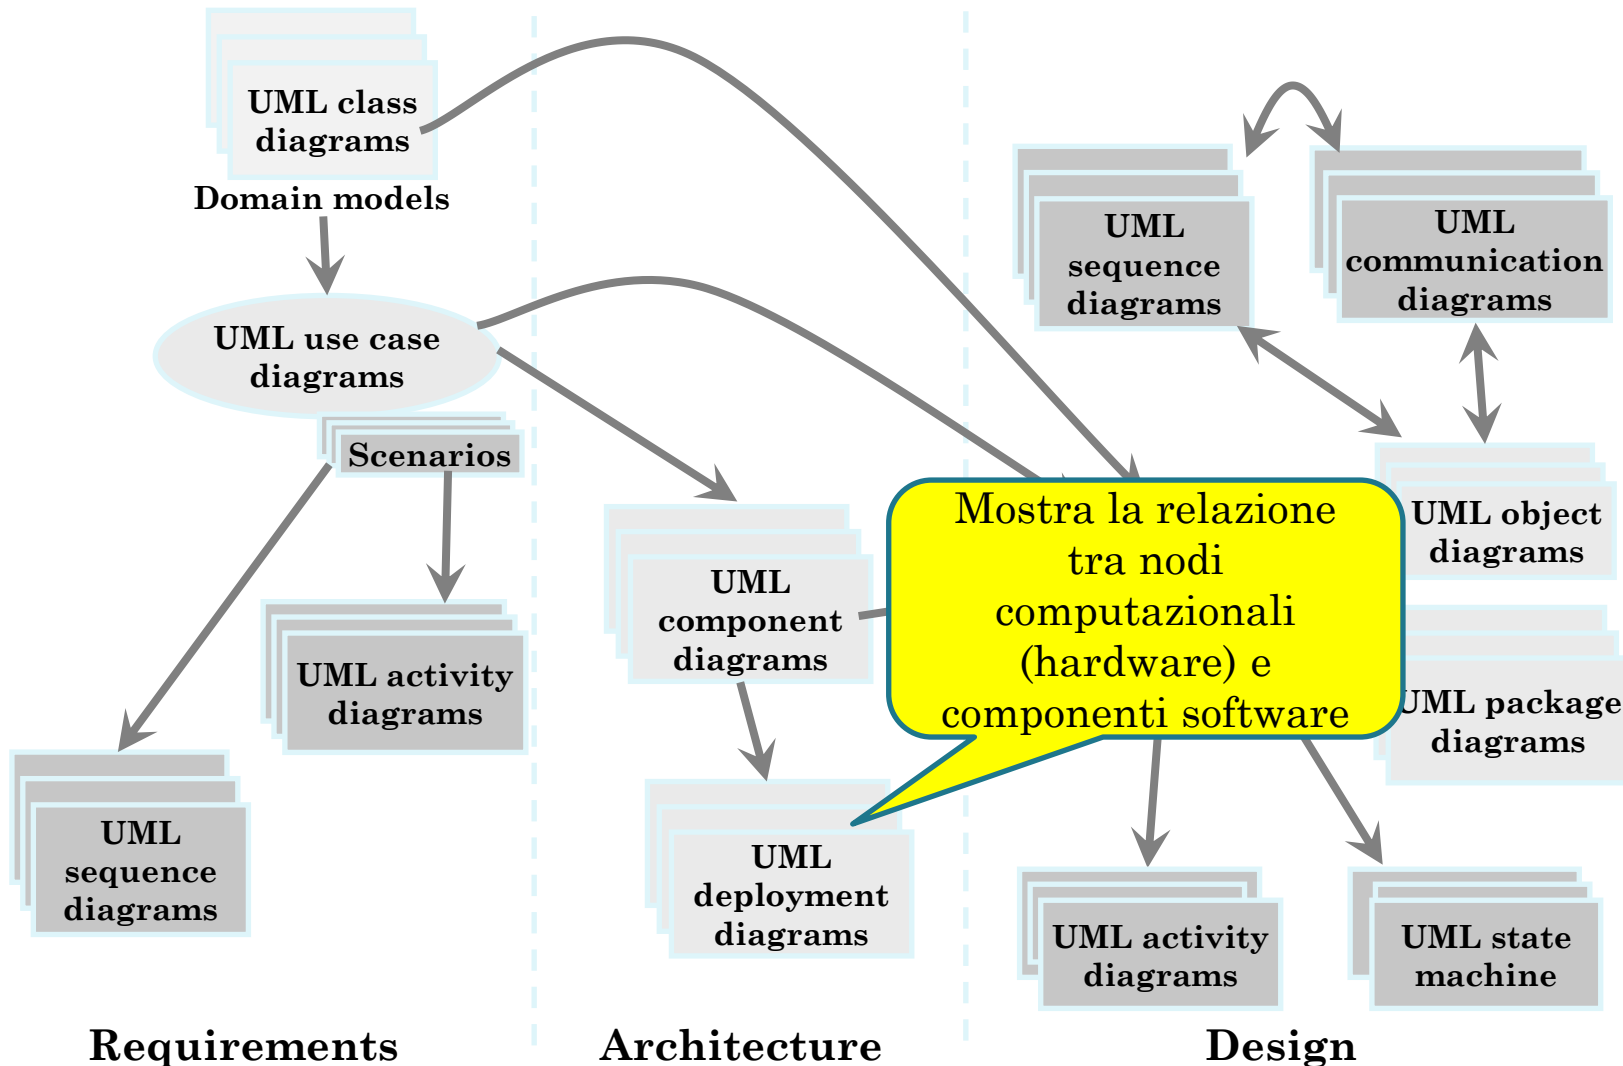 UML class
diagrams
Domain models
UML use case
diagrams
Scenarios
UML activity
diagrams
UML
sequence
diagrams
Requirements
UML
component
diagrams
UML
deployment
diagrams
Architecture
Mostra la relazione
tra nodi
computazionali
(hardware) e
componenti software
UML
sequence
diagrams
UML
communication
diagrams
UML object
diagrams
UML package
diagrams
UML activity
diagrams
UML state
machine
Design